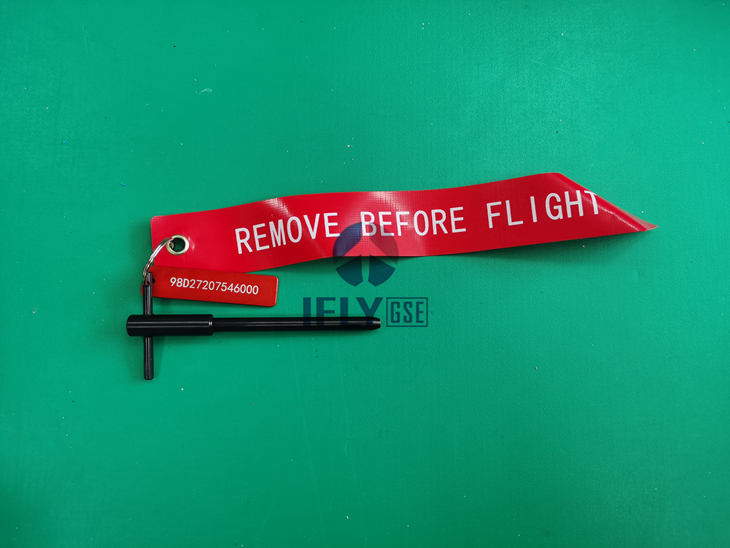 REMOVE BEFORE FLIGHT
98D27207546000
IFLY GSE